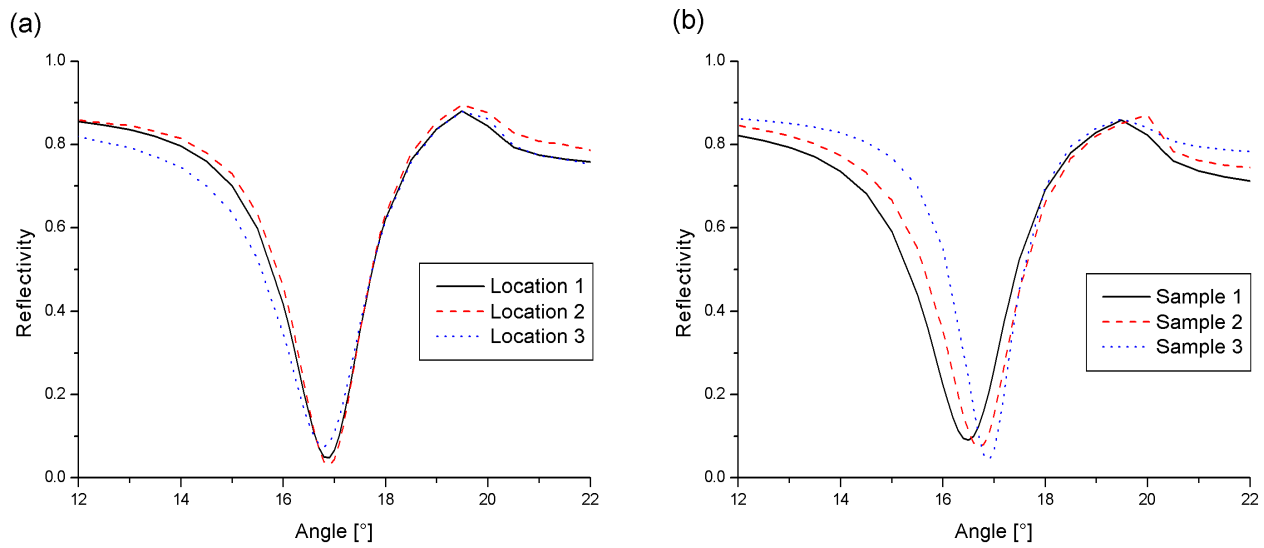 (a)
1.0
0.8
0.6
0.4
0.2
0.0
Reflectivity
12
14
16
18
20
22
Angle [°]
Location 1
Location 2
Location 3
(b)
1.0
0.8
0.6
0.4
0.2
0.0
Reflectivity
12
14
16
18
20
22
Angle [°]
Sample 1
Sample 2
Sample 3